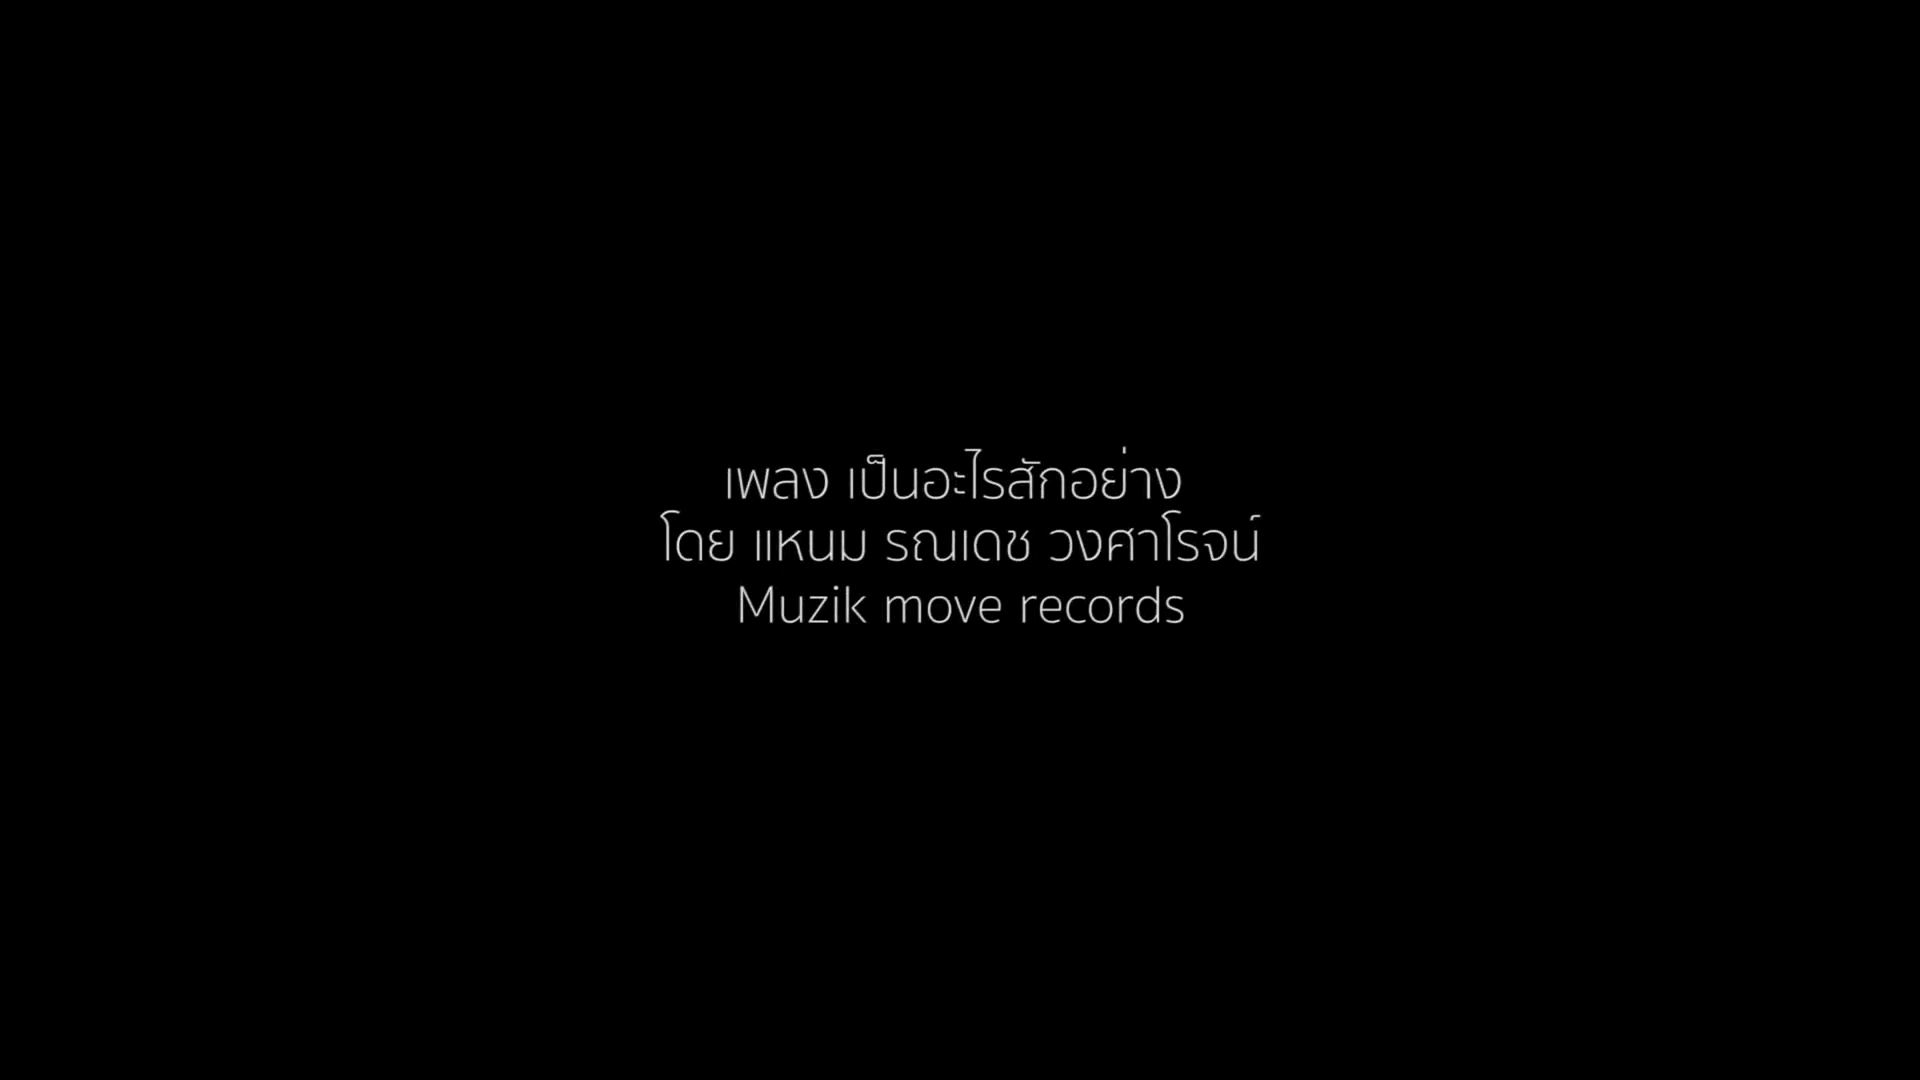 เพลง เป็นอะไรสักอย่าง
โดย แหนม รณเดช วงศาโรจน์
Muzik move records